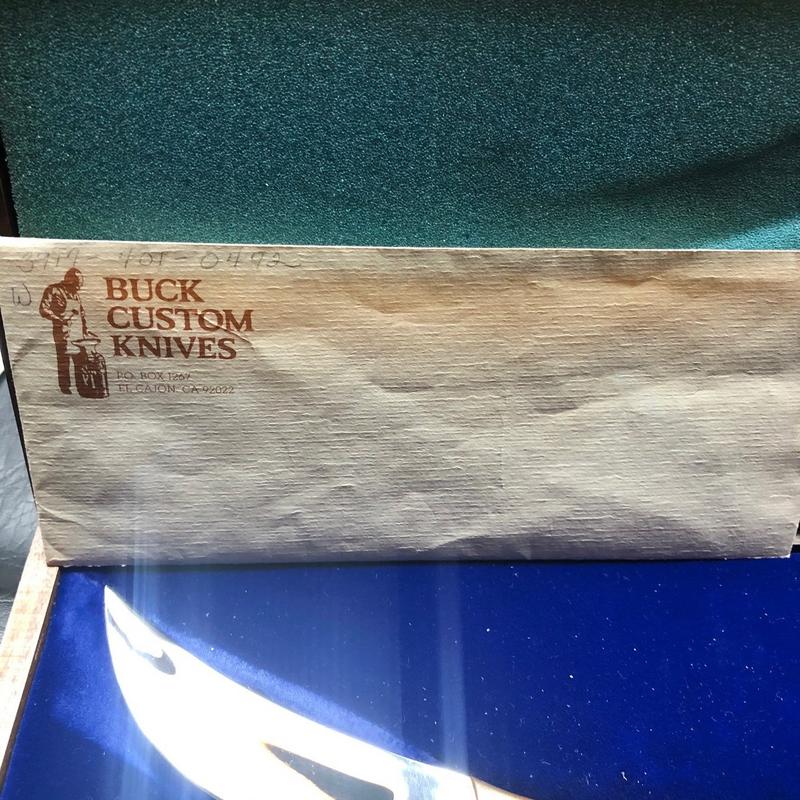 W
BUCK
CUSTOM
KNIVES
P.O. BOX 1267
EL CAJON, CA 92022